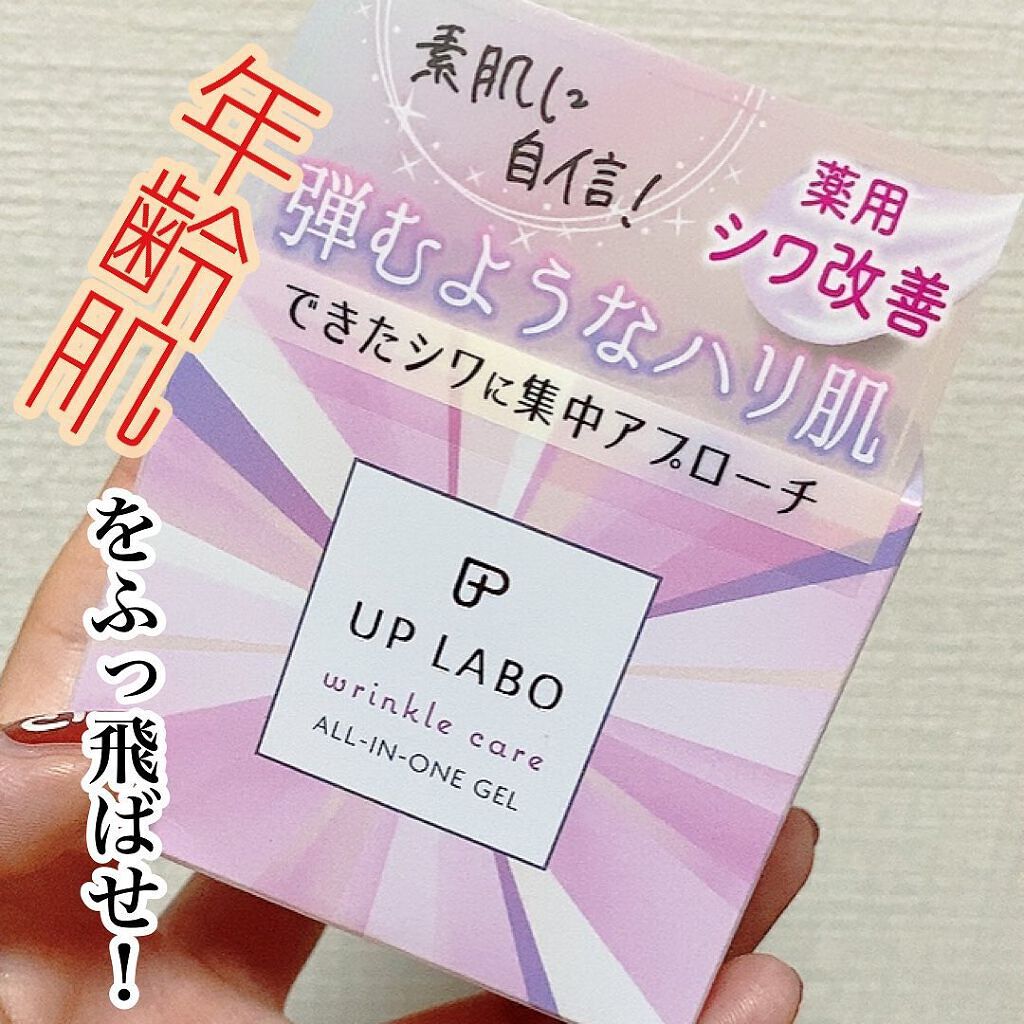 年齢肌
をふっ飛ばせ!
素肌に
自信!
薬用
シワ改善
弾むようなハリ肌
できたシワに集中アプローチ
UP
UP LABO
wrinkle care
ALL-IN-ONE GEL